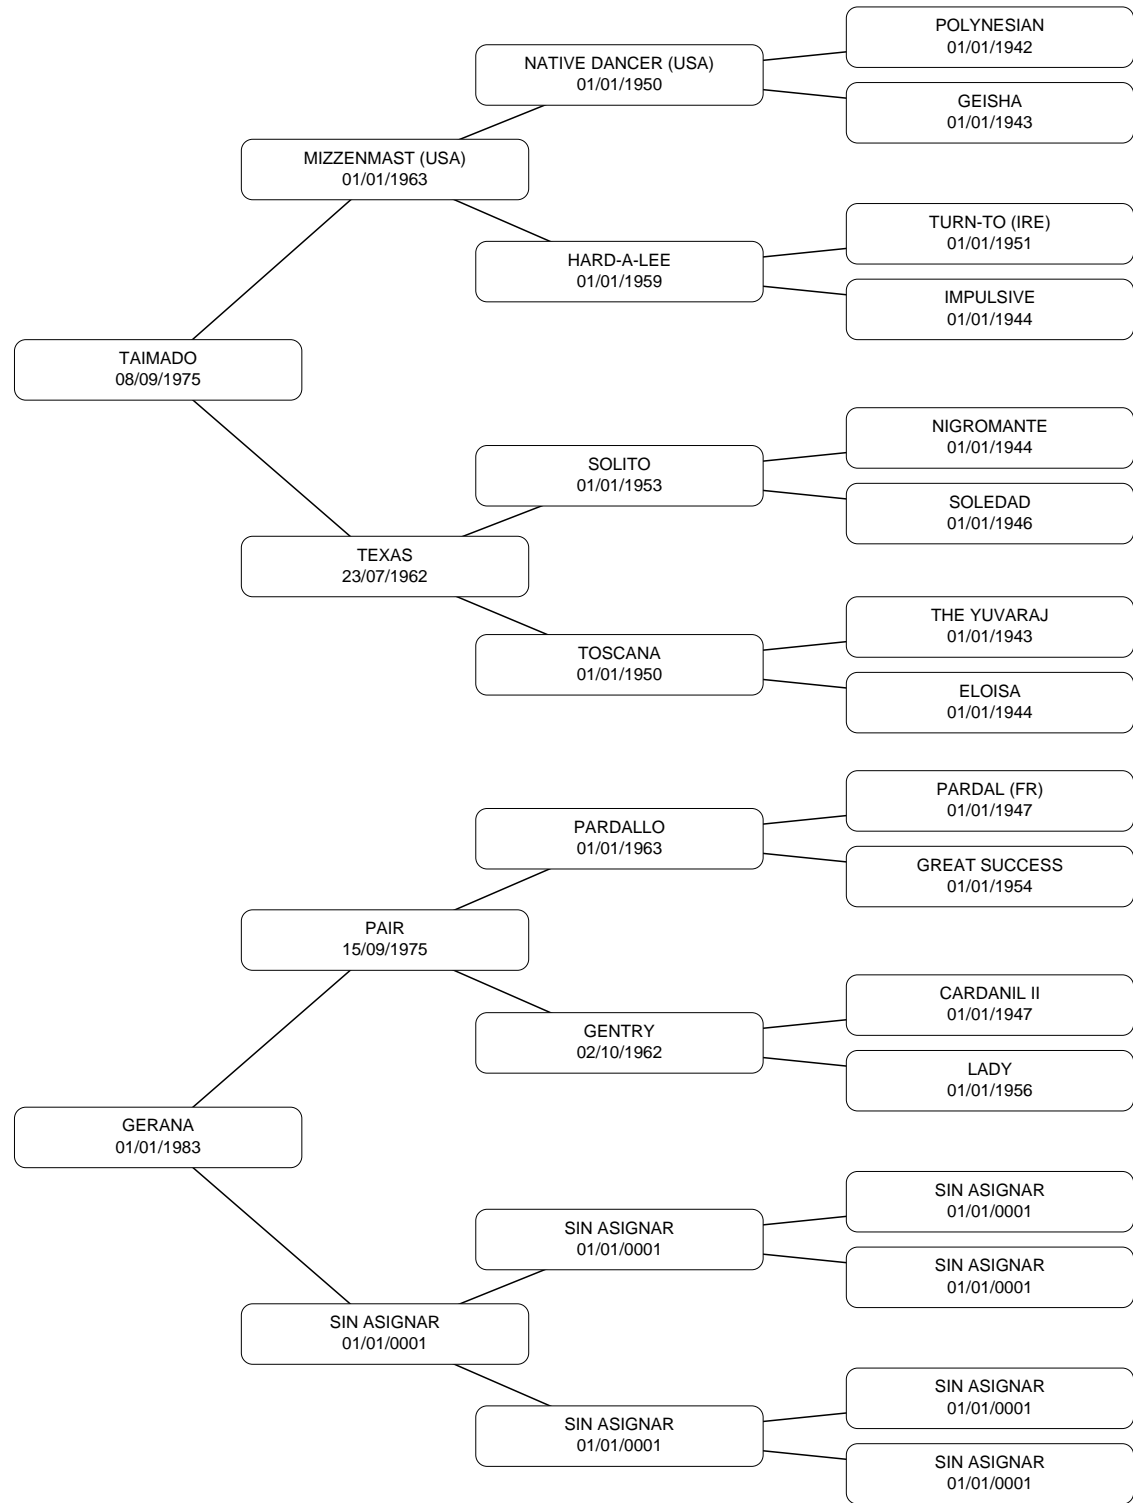 POLYNESIAN
01/01/1942
NATIVE DANCER (USA)
01/01/1950
GEISHA
01/01/1943
MIZZENMAST (USA)
01/01/1963
TURN-TO (IRE)
01/01/1951
HARD-A-LEE
01/01/1959
IMPULSIVE
01/01/1944
TAIMADO
08/09/1975
NIGROMANTE
01/01/1944
SOLITO
01/01/1953
SOLEDAD
01/01/1946
TEXAS
23/07/1962
THE YUVARAJ
01/01/1943
TOSCANA
01/01/1950
ELOISA
01/01/1944
PARDAL (FR)
01/01/1947
PARDALLO
01/01/1963
GREAT SUCCESS
01/01/1954
PAIR
15/09/1975
CARDANIL II
01/01/1947
GENTRY
02/10/1962
LADY
01/01/1956
GERANA
01/01/1983
SIN ASIGNAR
01/01/0001
SIN ASIGNAR
01/01/0001
SIN ASIGNAR
01/01/0001
SIN ASIGNAR
01/01/0001
SIN ASIGNAR
01/01/0001
SIN ASIGNAR
01/01/0001
SIN ASIGNAR
01/01/0001